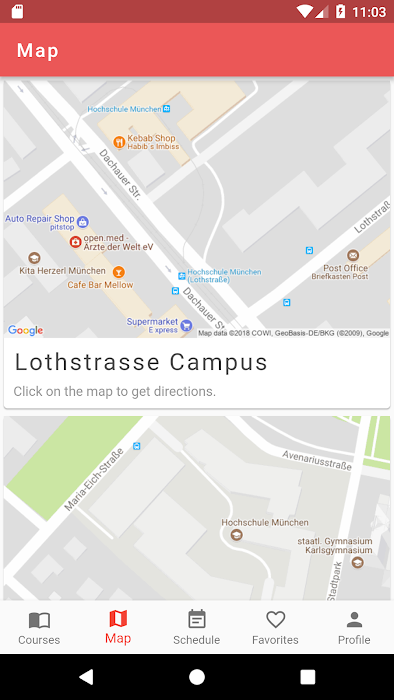 11:03
Map
Hochschule München
Kebab Shop
Habib´s Imbiss
Dachauer Str.
Lothstraß
Auto Repair Shop
pitstop
open.med -
Ärzte der Welt eV
Kita Herzerl München
Cafe Bar Mellow
Hochschule München
(Lothstraße)
Post Office
Briefkasten Post
Dachauer St
Supermarket
E xpress
Google
Map data ©2018 COWI, GeoBasis-DE/BKG (©2009), Google
Lothstrasse Campus
Click on the map to get directions.
Avenariusstraße
Maria-Eich-Straße
Hochschule München
staatl. Gymnasium
Karlsgymnasium
Stadtpark
Courses
Map
Schedule
Favorites
Profile